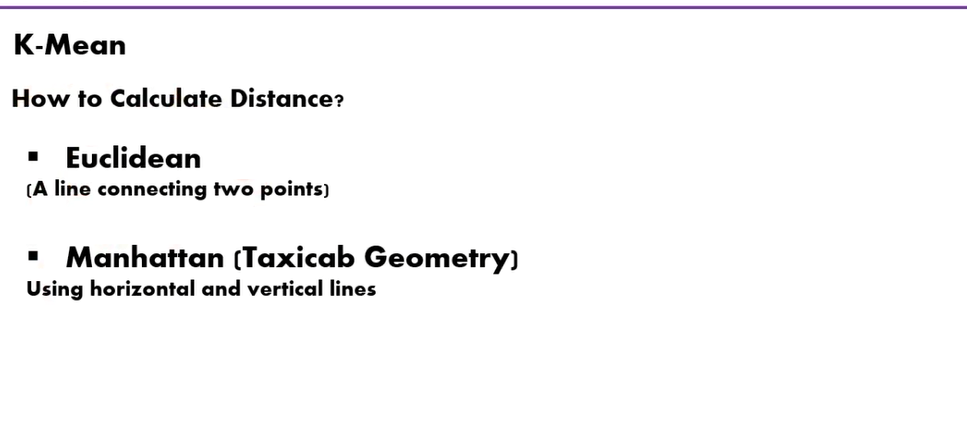 K-Mean
How to Calculate Distance?
▪ Euclidean
(A line connecting two points)
▪ Manhattan (Taxicab Geometry)
Using horizontal and vertical lines